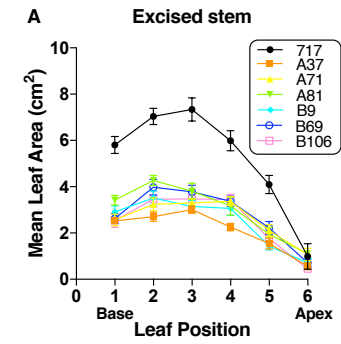 A Excised stem
717
A37
A71
A81
B9
B69
B106
Mean Leaf Area (cm²)
10
8
6
4
2
0
0 1 2 3 4 5 6
Base Apex
Leaf Position